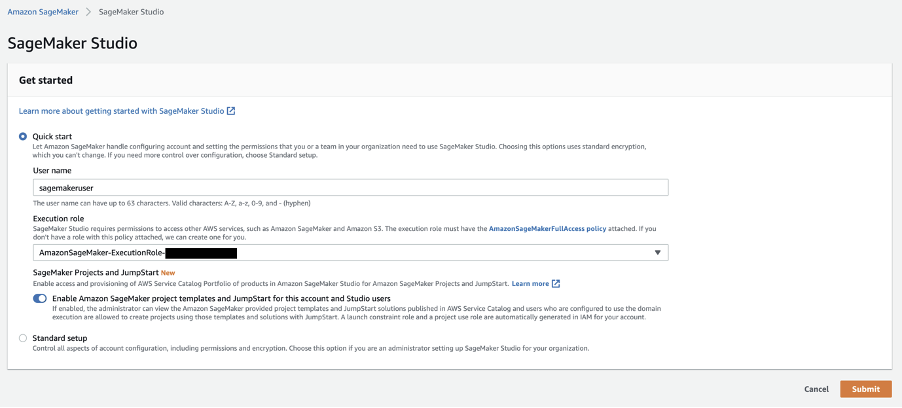 Amazon SageMaker > SageMaker Studio
SageMaker Studio
Get started
Learn more about getting started with SageMaker Studio
Quick start
Let Amazon SageMaker handle configuring account and setting the permissions that you or a team in your organization need to use SageMaker Studio. Choosing this options uses standard encryption,
which you can't change. If you need more control over configuration, choose Standard setup.
User name
sagemakeruser
The user name can have up to 63 characters. Valid characters: A-Z, a-z, 0-9, and - (hyphen)
Execution role
SageMaker Studio requires permissions to access other AWS services, such as Amazon SageMaker and Amazon S3. The execution role must have the AmazonSageMakerFullAccess policy attached. If you
don't have a role with this policy attached, we can create one for you.
AmazonSageMaker-ExecutionRole-
SageMaker Projects and JumpStart New
Enable access and provisioning of AWS Service Catalog Portfolio of products in Amazon SageMaker Studio for Amazon SageMaker Projects and JumpStart. Learn more
Enable Amazon SageMaker project templates and JumpStart for this account and Studio users
If enabled, the administrator can view the Amazon SageMaker provided project templates and JumpStart solutions published in AWS Service Catalog and users who are configured to use the domain
execution are allowed to create projects using those templates and solutions with JumpStart. A launch constraint role and a project use role are automatically generated in IAM for your account.
Standard setup
Control all aspects of account configuration, including permissions and encryption. Choose this option if you are an administrator setting up SageMaker Studio for your organization.
Cancel Submit